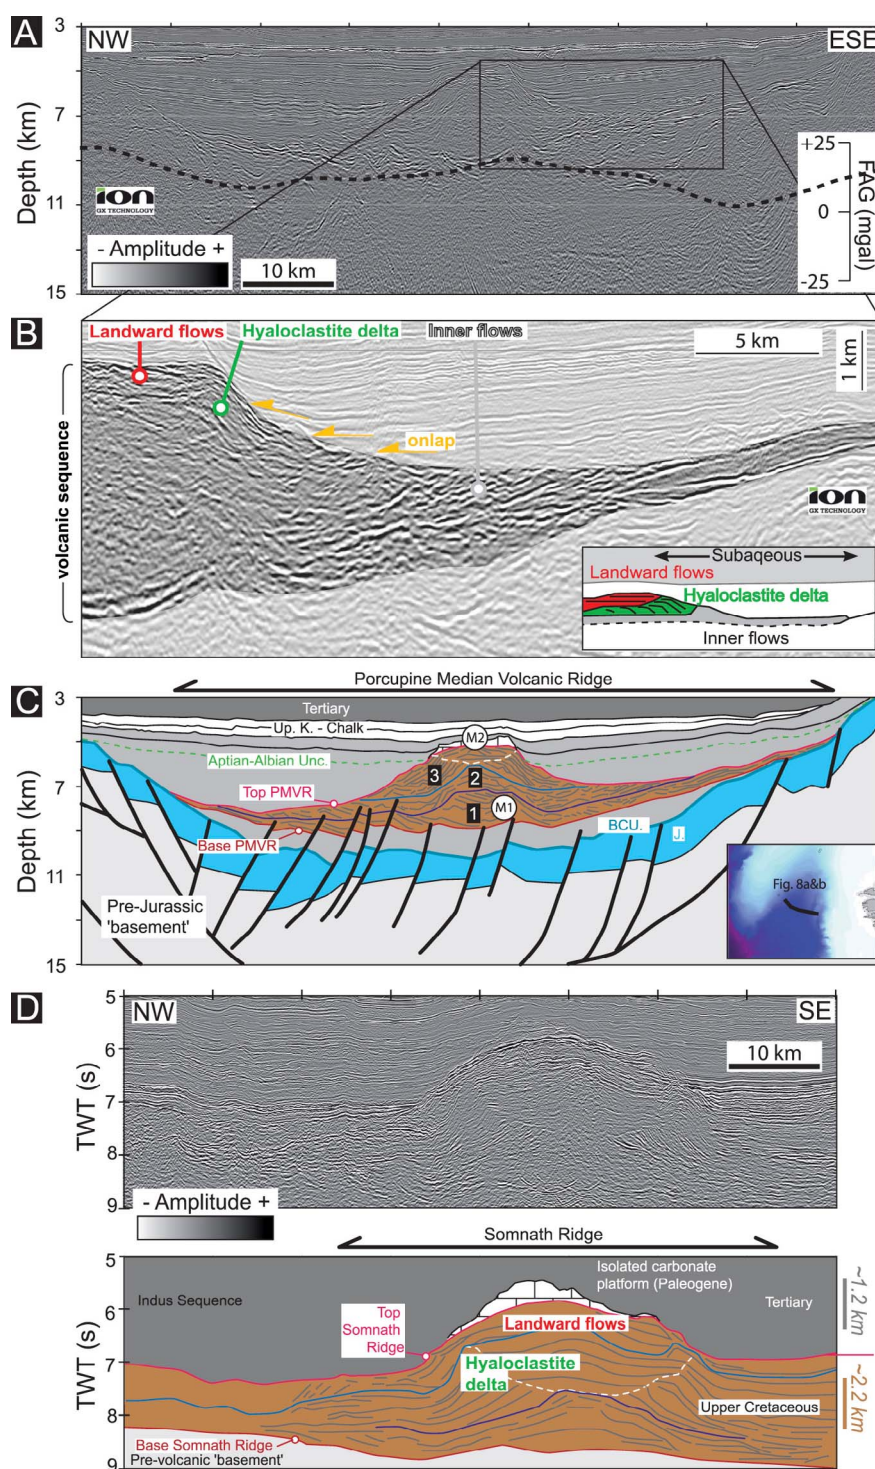 A
NW
ESE
3
7
11
15
Depth (km)
ion
GX TECHNOLOGY
- Amplitude +
10 km
+25
0
-25
FAG (mgal)
B
Landward flows
Hyaloclastite delta
Inner flows
5 km
1 km
onlap
volcanic sequence
ion
GX TECHNOLOGY
Subaqeous
Landward flows
Hyaloclastite delta
Inner flows
C
Porcupine Median Volcanic Ridge
3
7
11
15
Depth (km)
Tertiary
Up. K. - Chalk
M2
Aptian-Albian Unc.
3
2
Top PMVR
1
M1
Base PMVR
BCU.
J.
Pre-Jurassic
'basement'
Fig. 8a&b
D
NW
SE
5
6
7
8
9
TWT (s)
10 km
- Amplitude +
Somnath Ridge
5
6
7
8
9
TWT (s)
Isolated carbonate
platform (Paleogene)
Indus Sequence
Tertiary
Top
Somnath
Ridge
Landward flows
Hyaloclastite
delta
Upper Cretaceous
Base Somnath Ridge
Pre-volcanic 'basement'
~1.2 km
~2.2 km